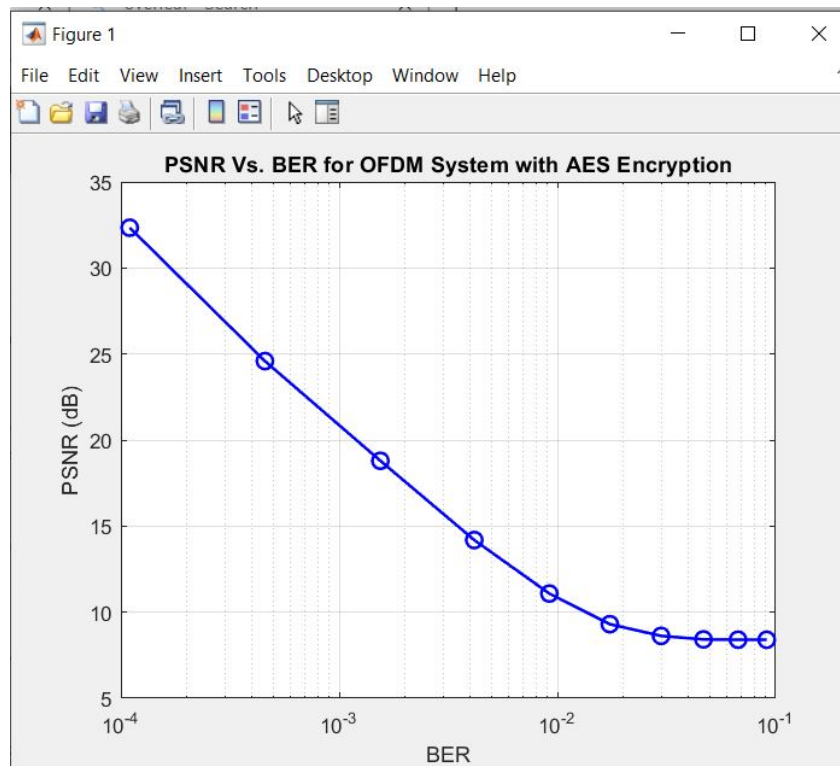 Figure 1
File Edit View Insert Tools Desktop Window Help
PSNR Vs. BER for OFDM System with AES Encryption
35
30
25
20
15
10
5
PSNR (dB)
10-4 10-3 10-2 10-1
BER